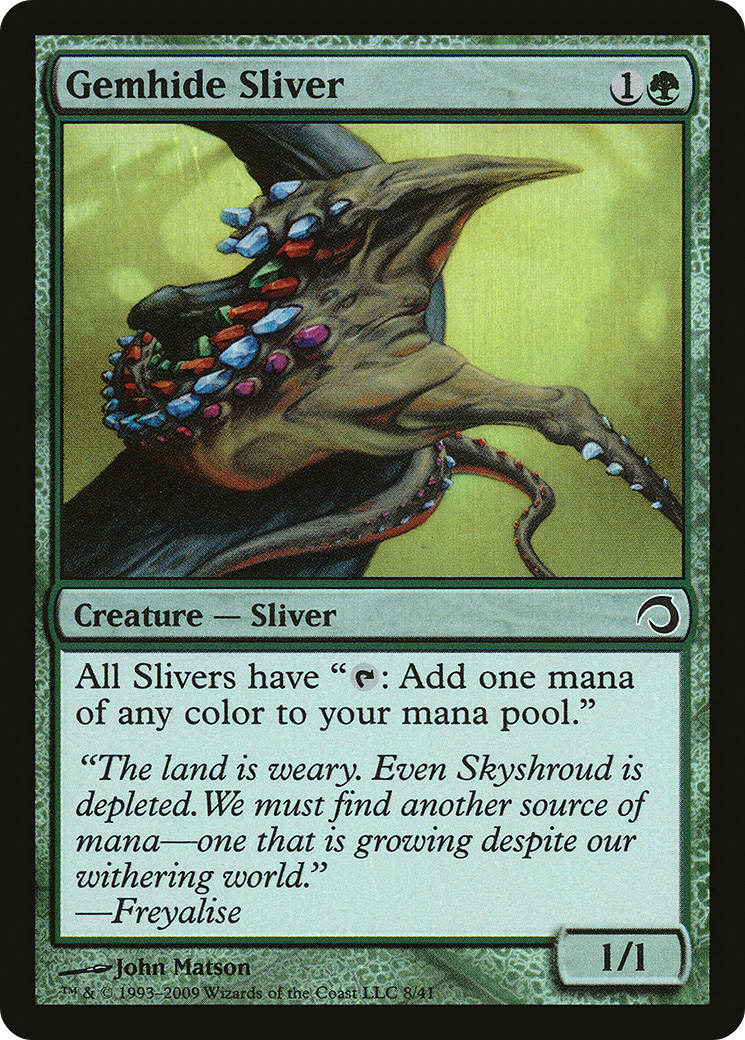 Gemhide Sliver 1
Creature — Sliver
All Slivers have “: Add one mana
of any color to your mana pool.”
“The land is weary. Even Skyshroud is
depleted. We must find another source of
mana—one that is growing despite our
withering world.”
—Freyalise
1/1
John Matson
™ & © 1993–2009 Wizards of the Coast LLC 8/41